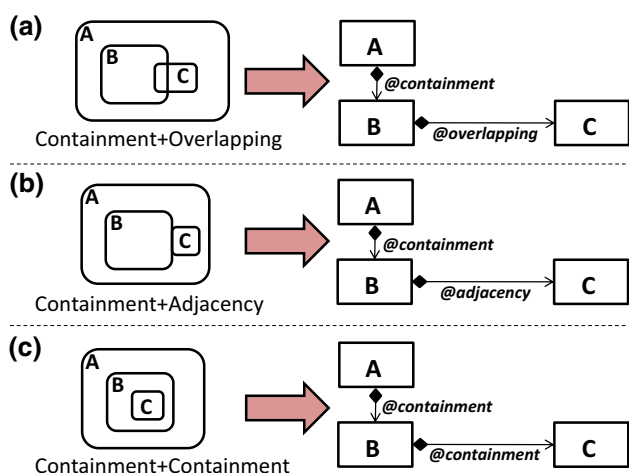 (a)
A
B
C
Containment+Overlapping
A
@containment
B
@overlapping
C
(b)
A
B
C
Containment+Adjacency
A
@containment
B
@adjacency
C
(c)
A
B
C
Containment+Containment
A
@containment
B
@containment
C